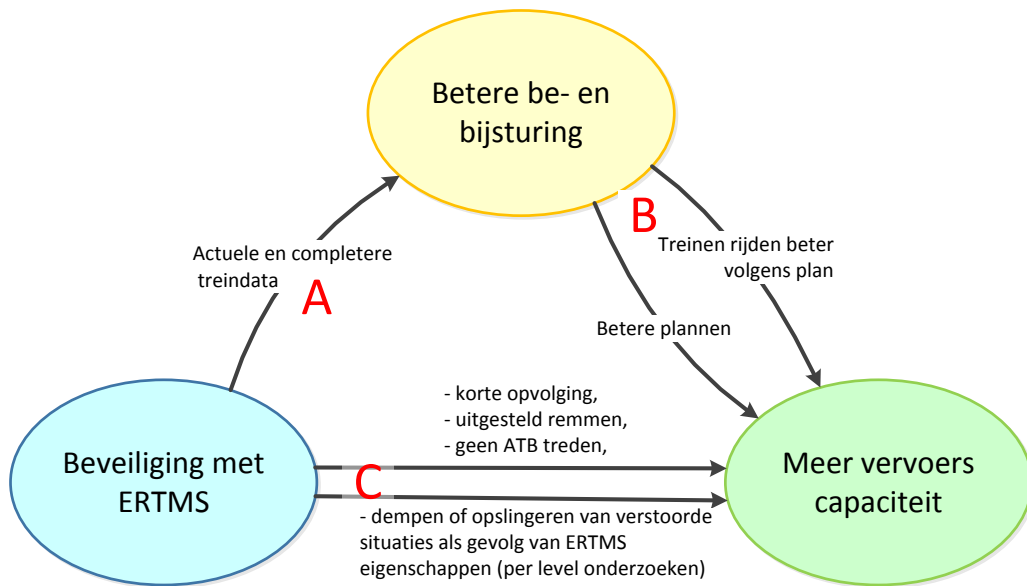 Betere be- en
bijsturing
B
Actuele en completere
treindata
A
Treinen rijden beter
volgens plan
Betere plannen
- korte opvolging,
- uitgesteld remmen,
- geen ATB treden,
Beveiliging met
ERTMS
C
Meer vervoers
capaciteit
- dempen of opslingeren van verstoorde
situaties als gevolg van ERTMS
eigenschappen (per level onderzoeken)